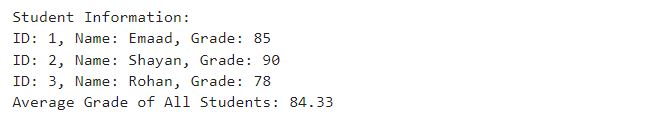 Student Information:
ID: 1, Name: Emaad, Grade: 85
ID: 2, Name: Shayan, Grade: 90
ID: 3, Name: Rohan, Grade: 78
Average Grade of All Students: 84.33